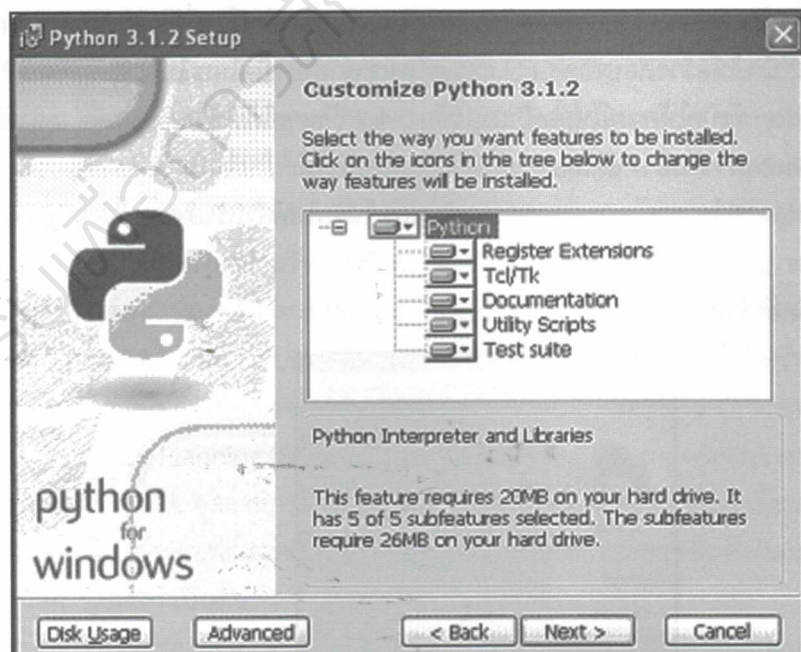 Python 3.1.2 Setup
Customize Python 3.1.2
Select the way you want features to be installed.
Click on the icons in the tree below to change the
way features will be installed.
Python
Register Extensions
Tcl/Tk
Documentation
Utility Scripts
Test suite
Python Interpreter and Libraries
This feature requires 20MB on your hard drive. It
has 5 of 5 subfeatures selected. The subfeatures
require 26MB on your hard drive.
python
for
windows
Disk Usage
Advanced
< Back
Next >
Cancel